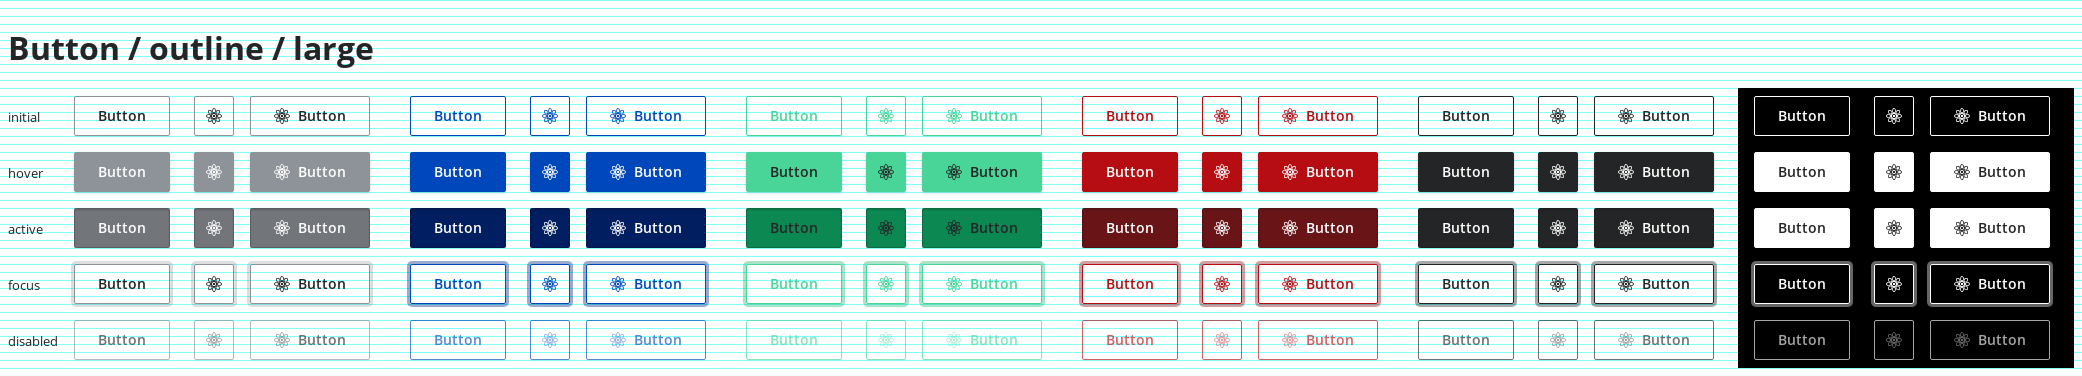 Button / outline / large
initial Button Button Button Button Button Button Button Button Button Button Button Button
hover Button Button Button Button Button Button Button Button Button Button Button Button
active Button Button Button Button Button Button Button Button Button Button Button Button
focus Button Button Button Button Button Button Button Button Button Button Button Button
disabled Button Button Button Button Button Button Button Button Button Button Button Button